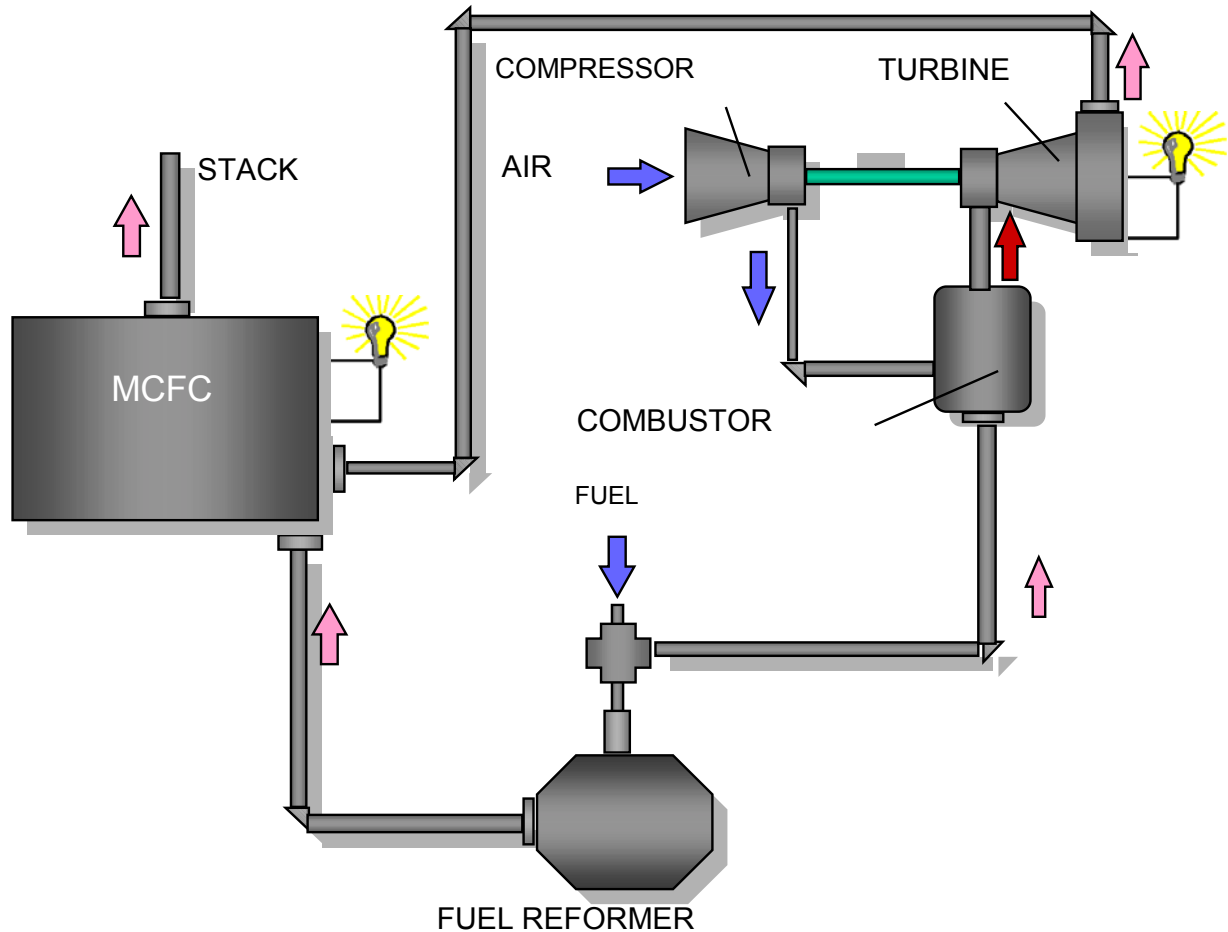 COMPRESSOR
TURBINE
STACK
AIR
MCFC
COMBUSTOR
FUEL
FUEL REFORMER